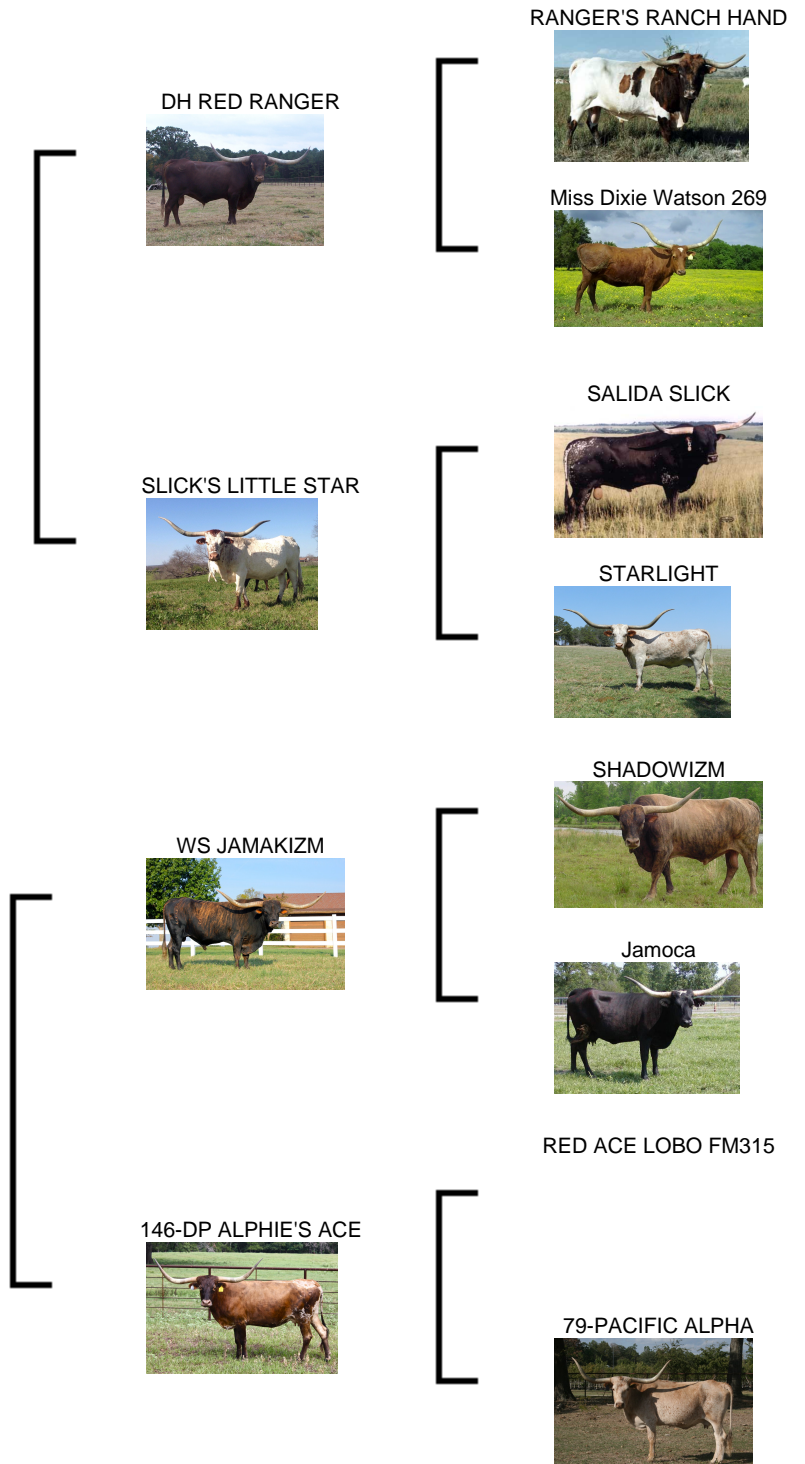 RANGER'S RANCH HAND
DH RED RANGER
Miss Dixie Watson 269
SALIDA SLICK
SLICK'S LITTLE STAR
STARLIGHT
SHADOWIZM
WS JAMAKIZM
Jamoca
RED ACE LOBO FM315
146-DP ALPHIE'S ACE
79-PACIFIC ALPHA